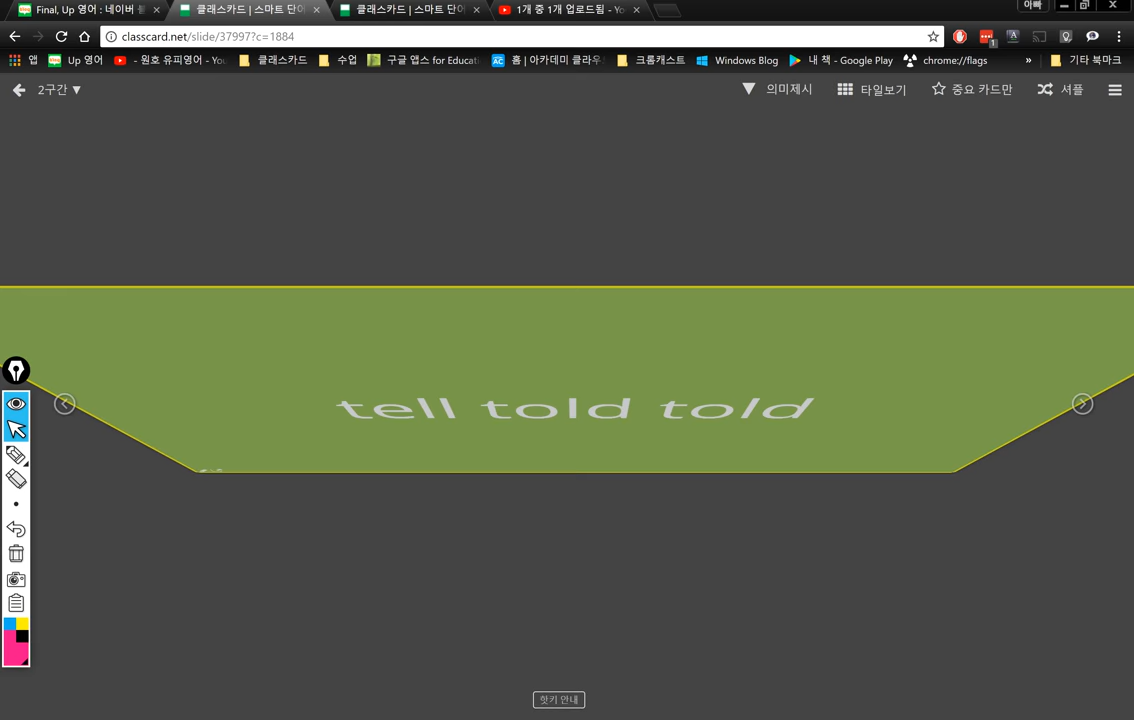 Final, Up 영어 : 네이버 블
클래스카드 | 스마트 단어
클래스카드 | 스마트 단어
1개 중 1개 업로드됨 - Yo
아빠
classcard.net/slide/37997?c=1884
앱 Up 영어 - 원호 유피영어 - You 클래스카드 수업 구글 앱스 for Educati 홈 | 아카데미 클라우 크롬캐스트 Windows Blog 내 책 - Google Play chrome://flags » 기타 북마크
2구간 ▼ ▼ 의미제시 타일보기 중요 카드만 셔플
tell told told
핫키 안내